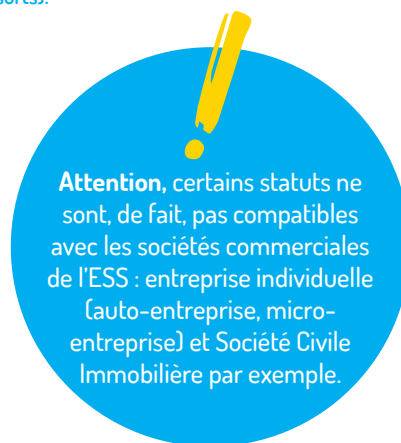 Attention, certains statuts ne
sont, de fait, pas compatibles
avec les sociétés commerciales
de l'ESS : entreprise individuelle
(auto-entreprise, micro-
entreprise) et Société Civile
Immobilière par exemple.